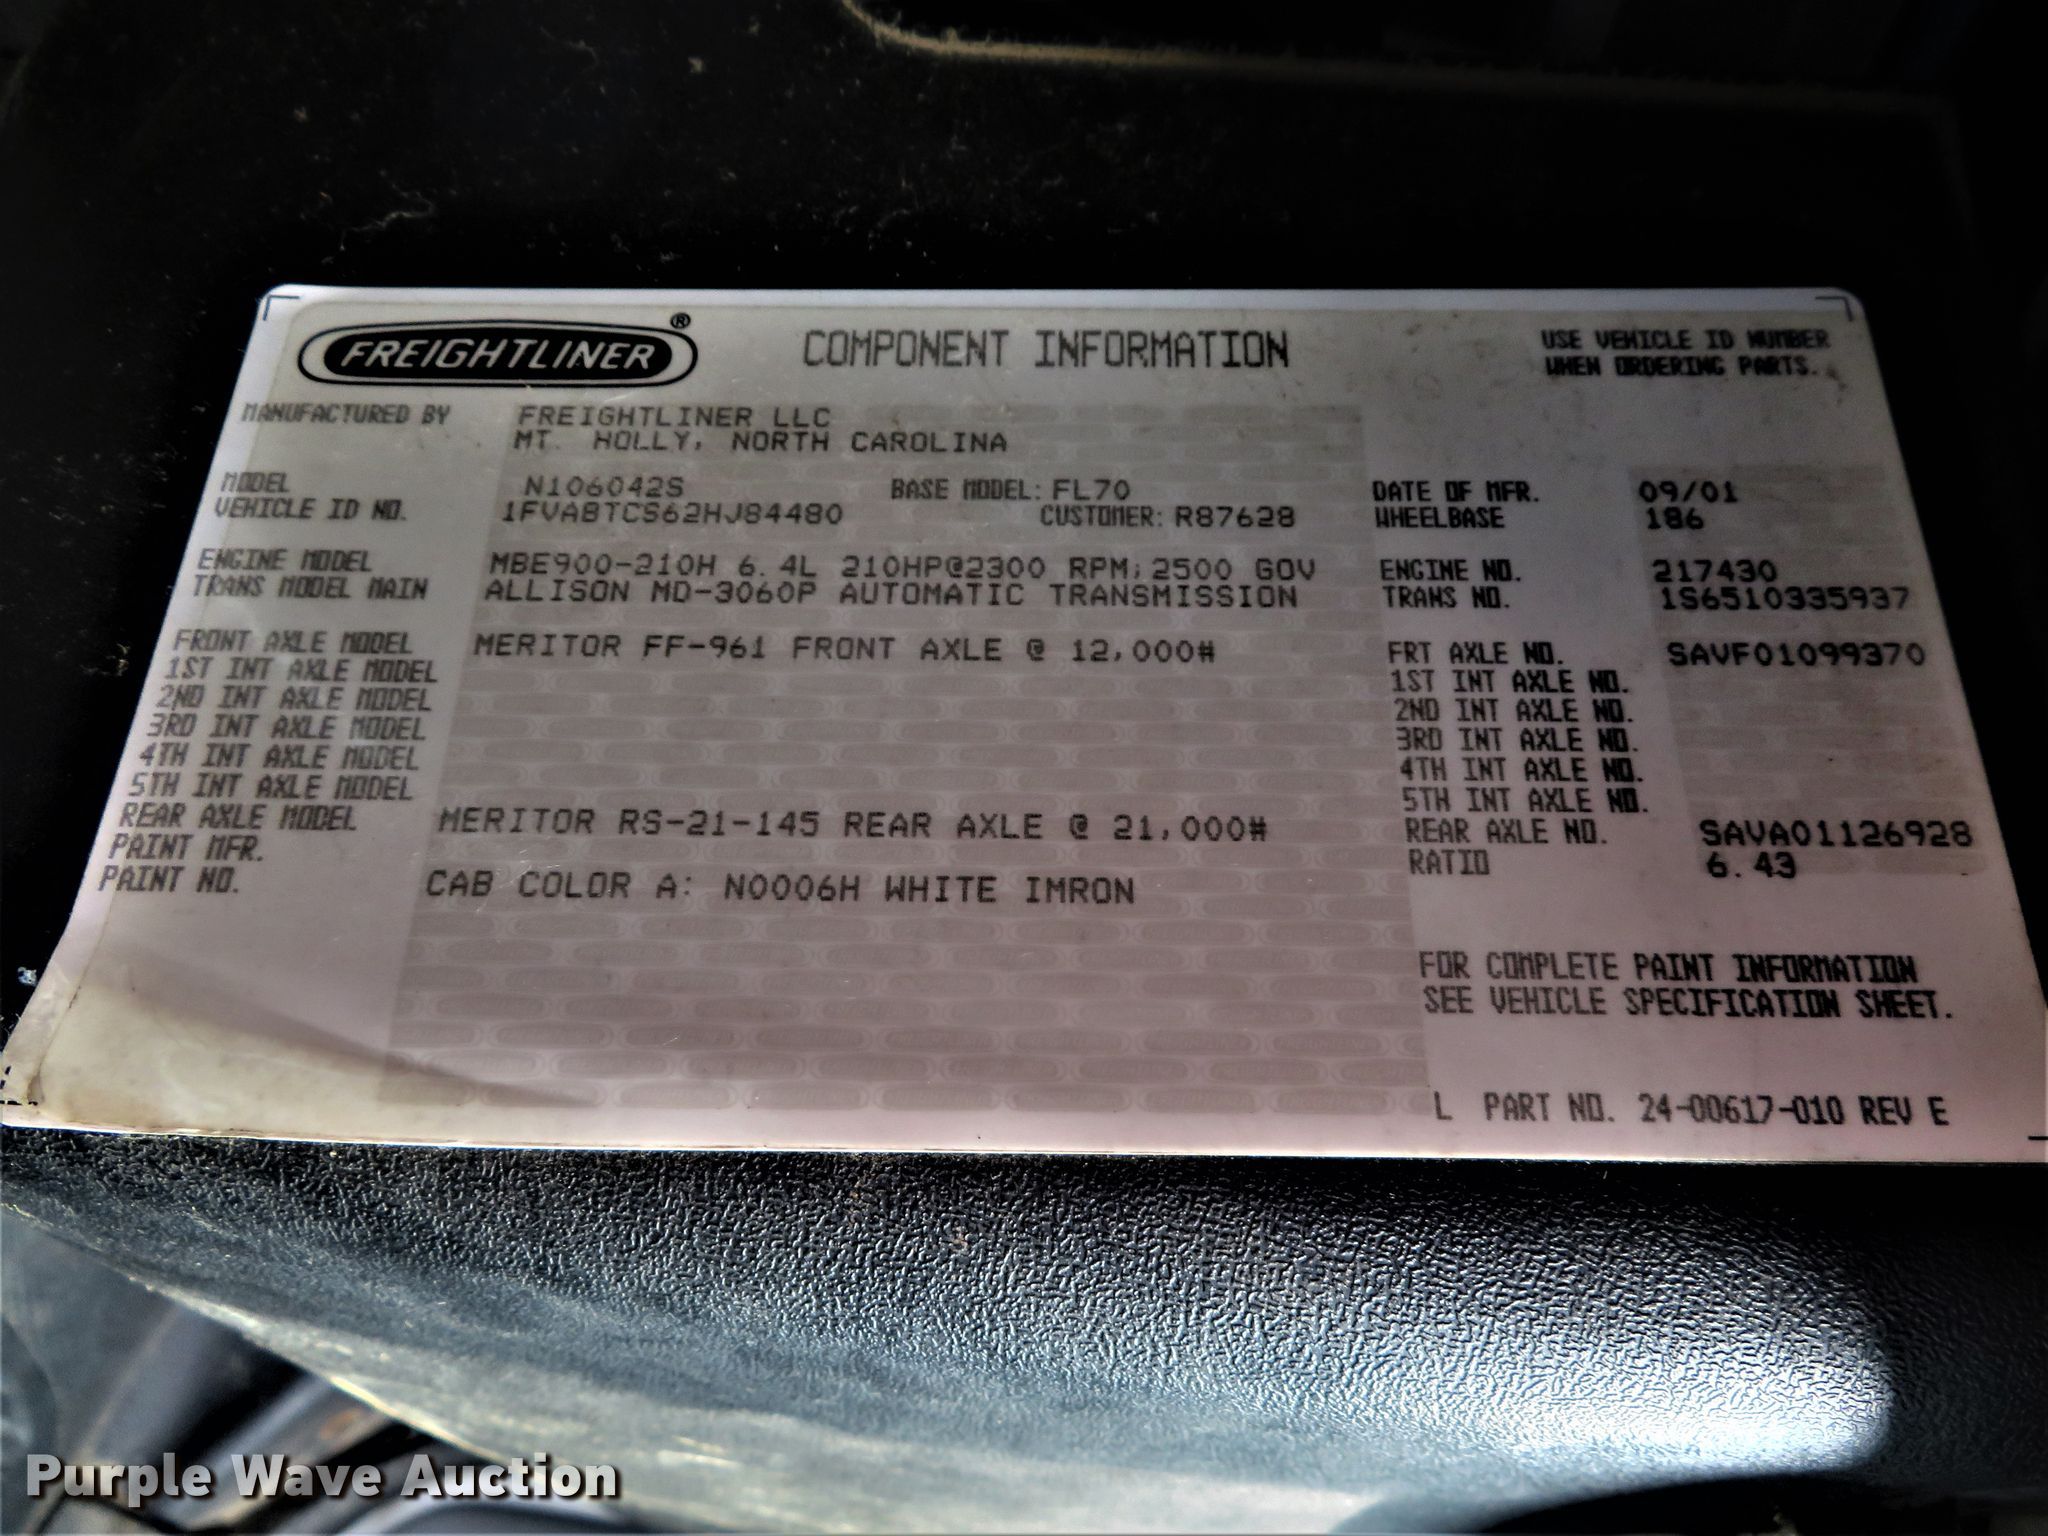 FREIGHTLINER ®
COMPONENT INFORMATION
USE VEHICLE ID NUMBER
WHEN ORDERING PARTS.
MANUFACTURED BY FREIGHTLINER LLC
MT. HOLLY, NORTH CAROLINA
MODEL N106042S BASE MODEL: FL70 DATE OF MFR. 09/01
VEHICLE ID NO. 1FVABTCS62HJ84480 CUSTOMER: R87628 WHEELBASE 186
ENGINE MODEL MBE900-210H 6.4L 210HP@2300 RPM; 2500 GOV ENGINE NO. 217430
TRANS MODEL MAIN ALLISON MD-3060P AUTOMATIC TRANSMISSION TRANS NO. 1S6510335937
FRONT AXLE MODEL MERITOR FF-961 FRONT AXLE @ 12,000# FRT AXLE NO. SAVF01099370
1ST INT AXLE MODEL 1ST INT AXLE NO.
2ND INT AXLE MODEL 2ND INT AXLE NO.
3RD INT AXLE MODEL 3RD INT AXLE NO.
4TH INT AXLE MODEL 4TH INT AXLE NO.
5TH INT AXLE MODEL 5TH INT AXLE NO.
REAR AXLE MODEL MERITOR RS-21-145 REAR AXLE @ 21,000# REAR AXLE NO. SAVA01126928
PAINT MFR. RATIO 6.43
PAINT NO. CAB COLOR A: N0006H WHITE IMRON
FOR COMPLETE PAINT INFORMATION
SEE VEHICLE SPECIFICATION SHEET.
L PART NO. 24-00617-010 REV E
Purple Wave Auction